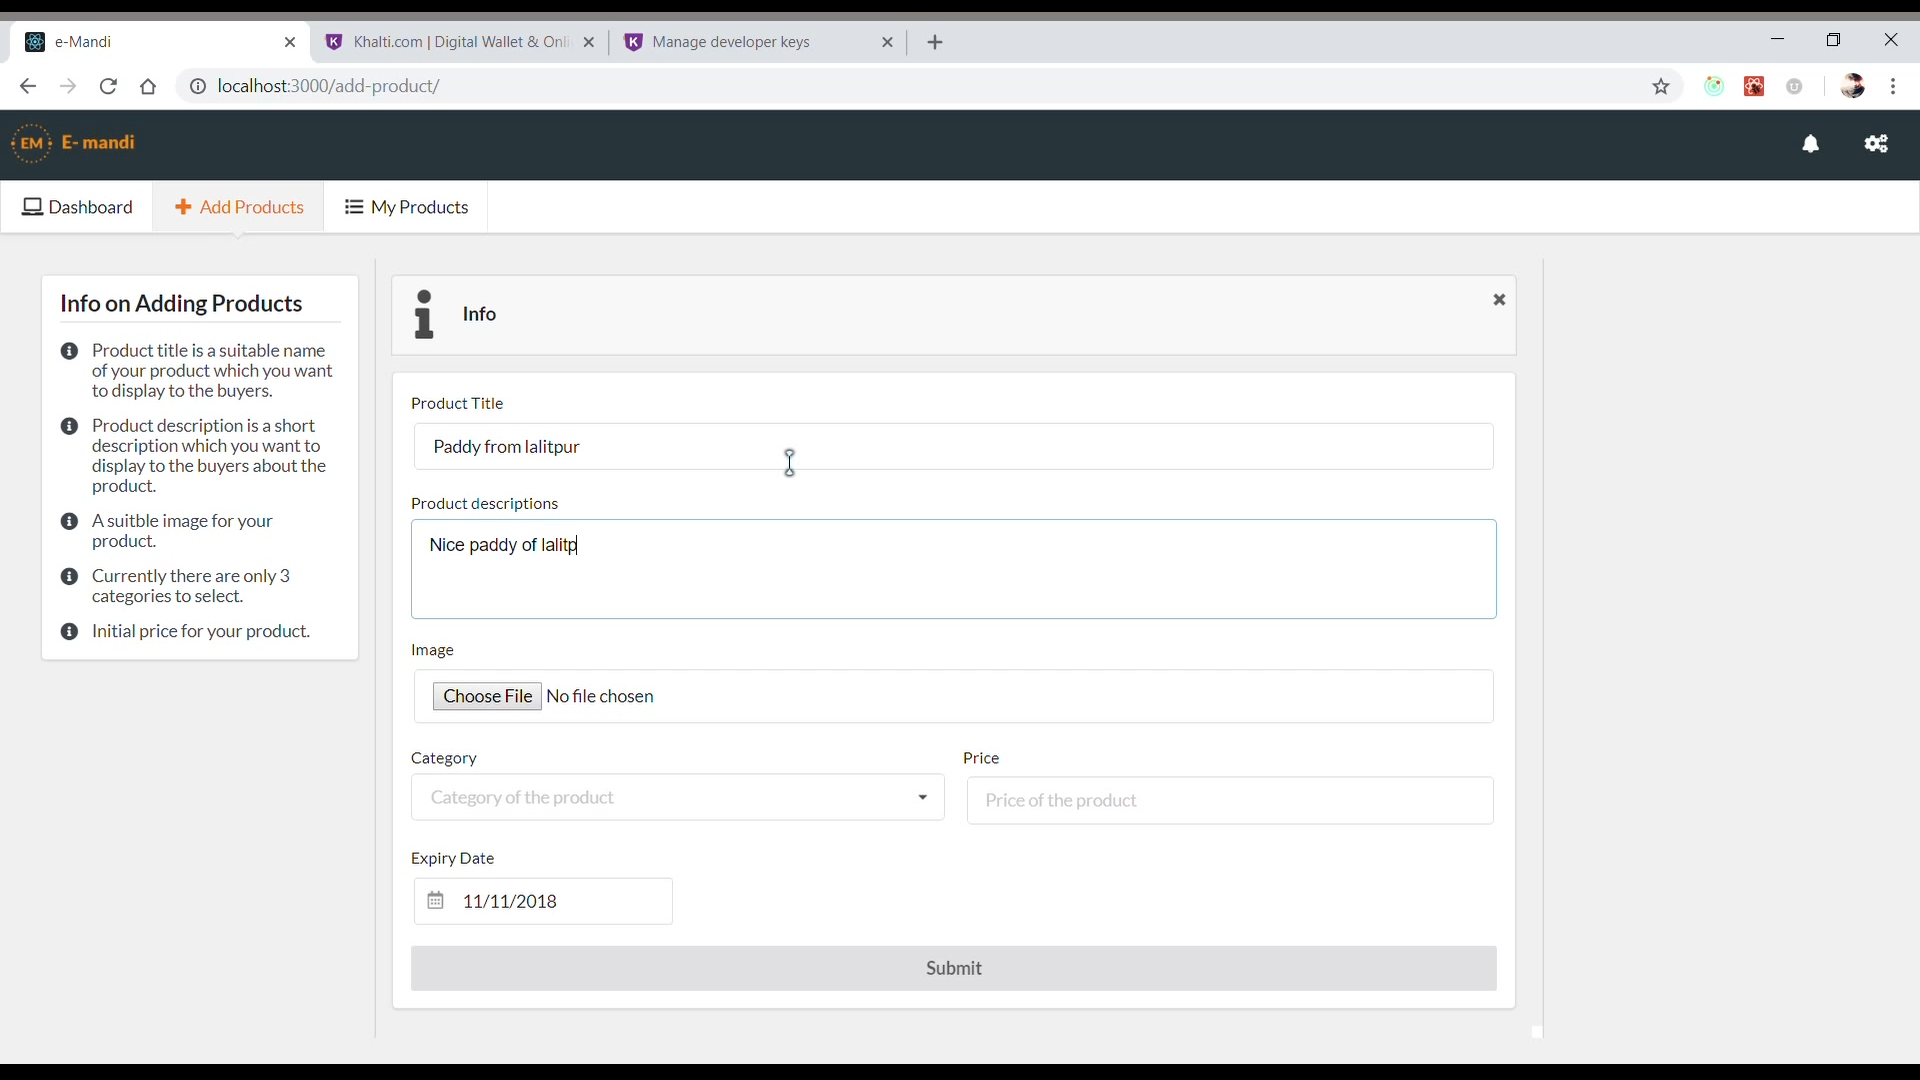 e-Mandi
Khalti.com | Digital Wallet & Onli
Manage developer keys
localhost:3000/add-product/
EM E- mandi
Dashboard
Add Products
My Products
Info on Adding Products
Product title is a suitable name
of your product which you want
to display to the buyers.
Product description is a short
description which you want to
display to the buyers about the
product.
A suitble image for your
product.
Currently there are only 3
categories to select.
Initial price for your product.
Info
Product Title
Paddy from lalitpur
Product descriptions
Nice paddy of lalitp
Image
Choose File No file chosen
Category
Price
Category of the product
Price of the product
Expiry Date
11/11/2018
Submit